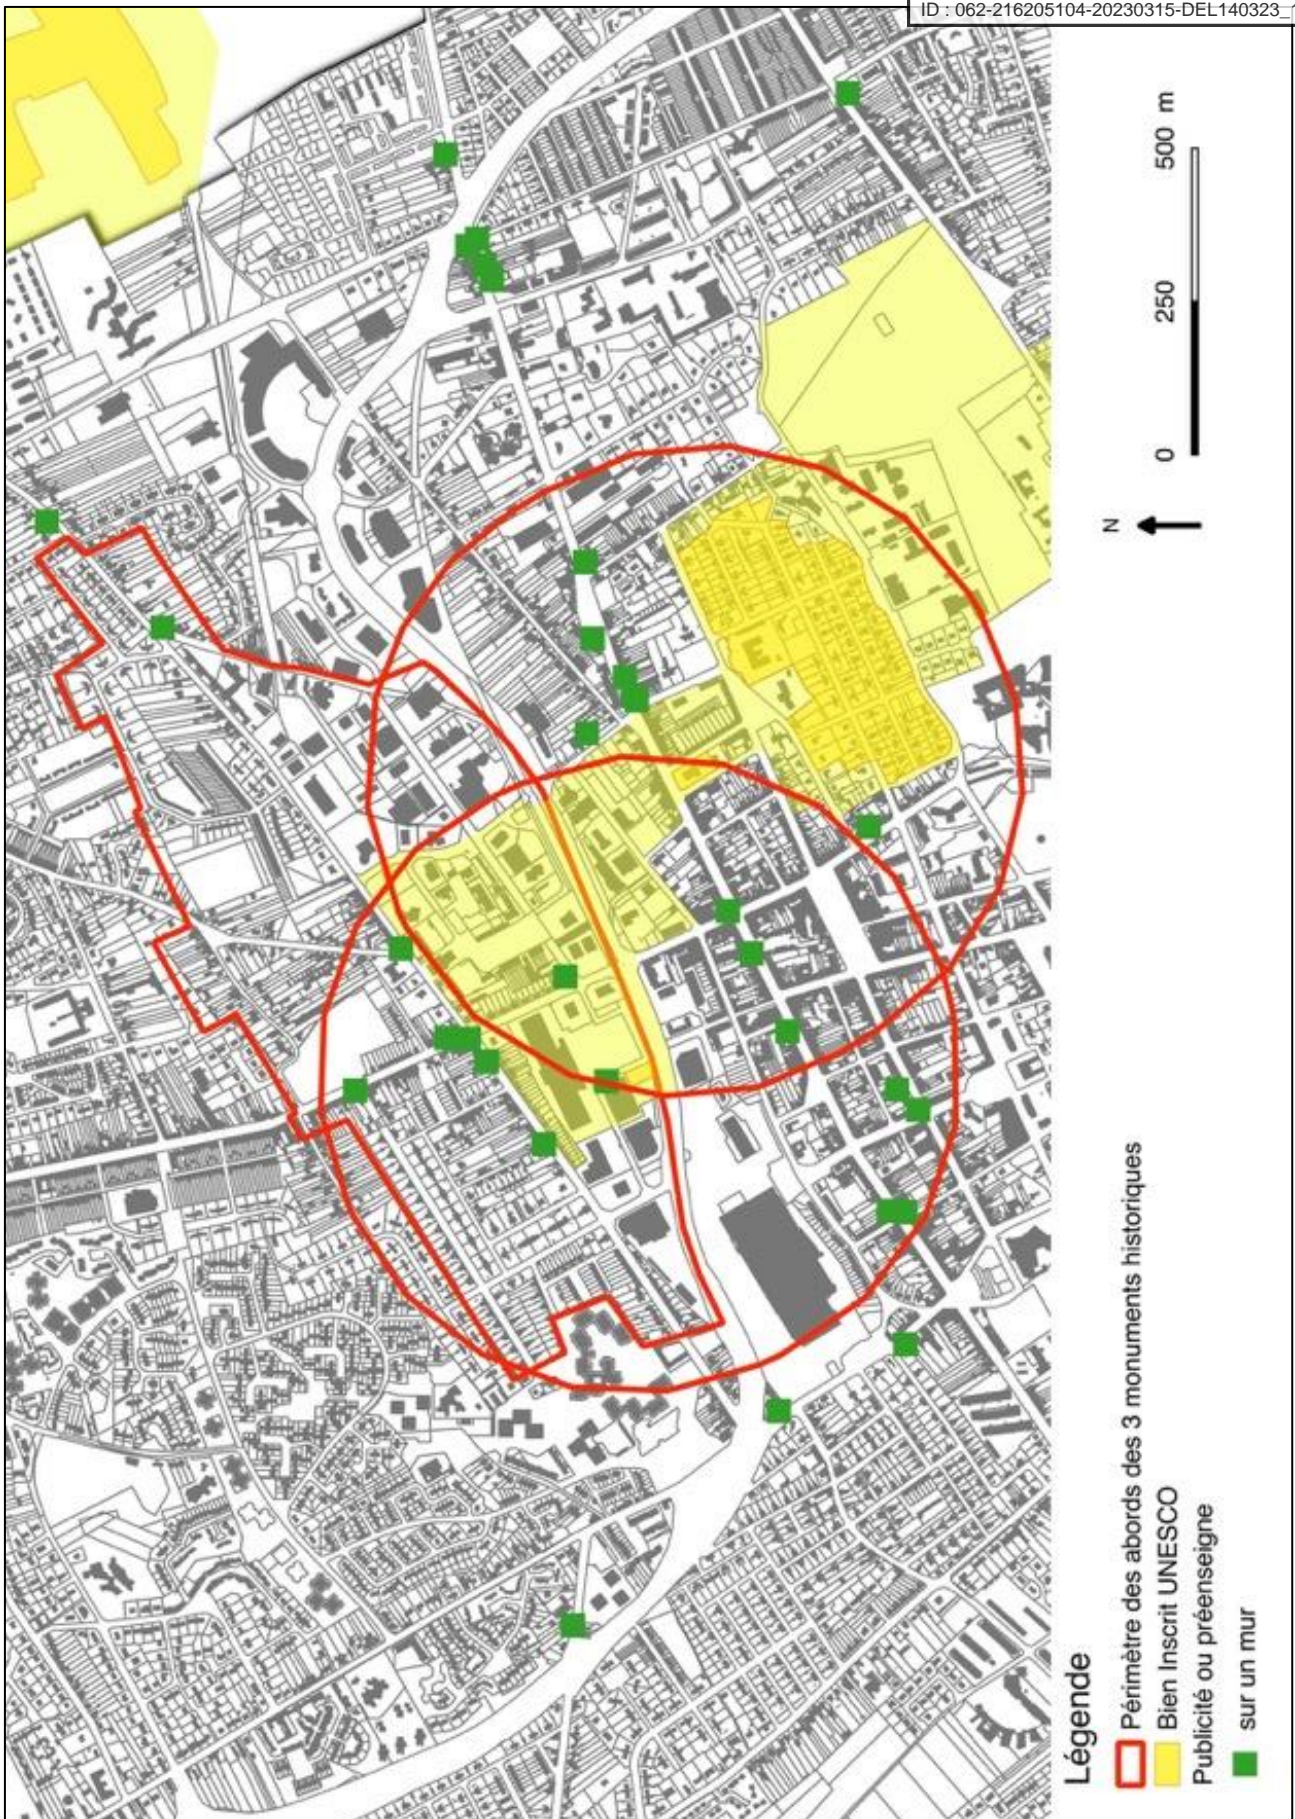 ID : 062-216205104-20230315-DEL140323_
Légende
Périmètre des abords des 3 monuments historiques
Bien Inscrit UNESCO
Publicité ou préenseigne
sur un mur
N
0 250 500 m